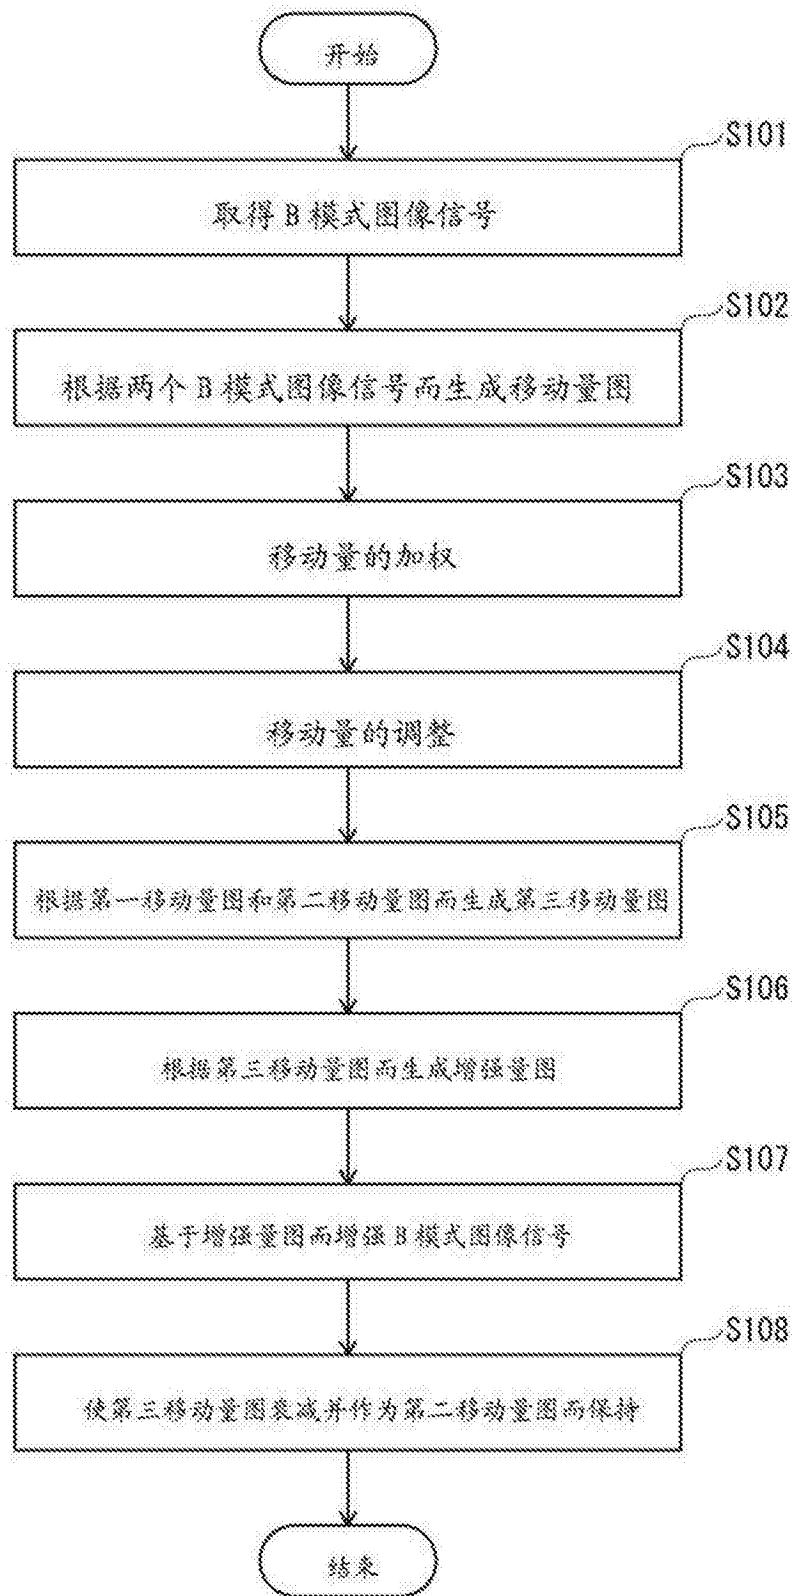 开始
S101
取得 B 模式图像信号
S102
根据两个 B 模式图像信号而生成移动量图
S103
移动量的加权
S104
移动量的调整
S105
根据第一移动量图和第二移动量图而生成第三移动量图
S106
根据第三移动量图而生成增强量图
S107
基于增强量图而增强 B 模式图像信号
S108
使第三移动量图衰减并作为第二移动量图而保持
结束